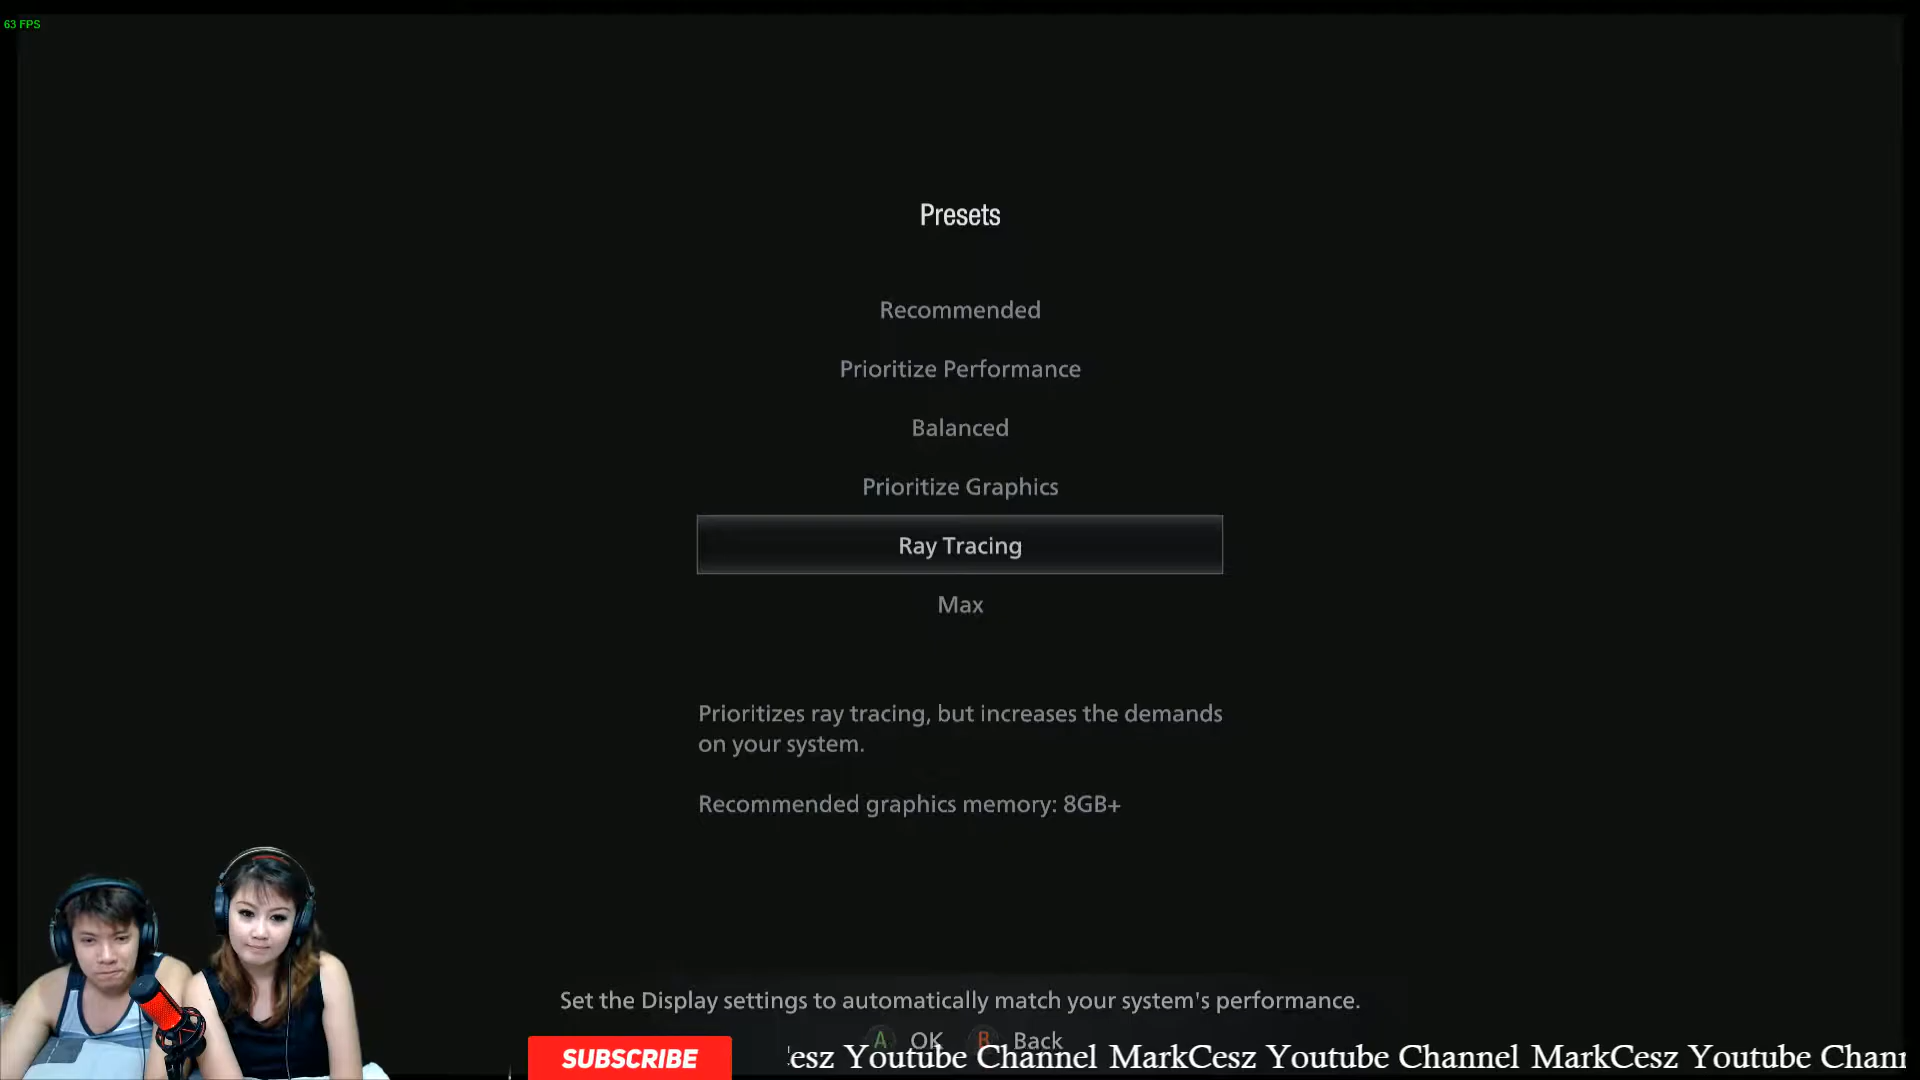 63 FPS
Presets
Recommended
Prioritize Performance
Balanced
Prioritize Graphics
Ray Tracing
Max
Prioritizes ray tracing, but increases the demands
on your system.
Recommended graphics memory: 8GB+
Set the Display settings to automatically match your system's performance.
A OK B Back
SUBSCRIBE
esz Youtube Channel MarkCesz Youtube Channel MarkCesz Youtube Chann